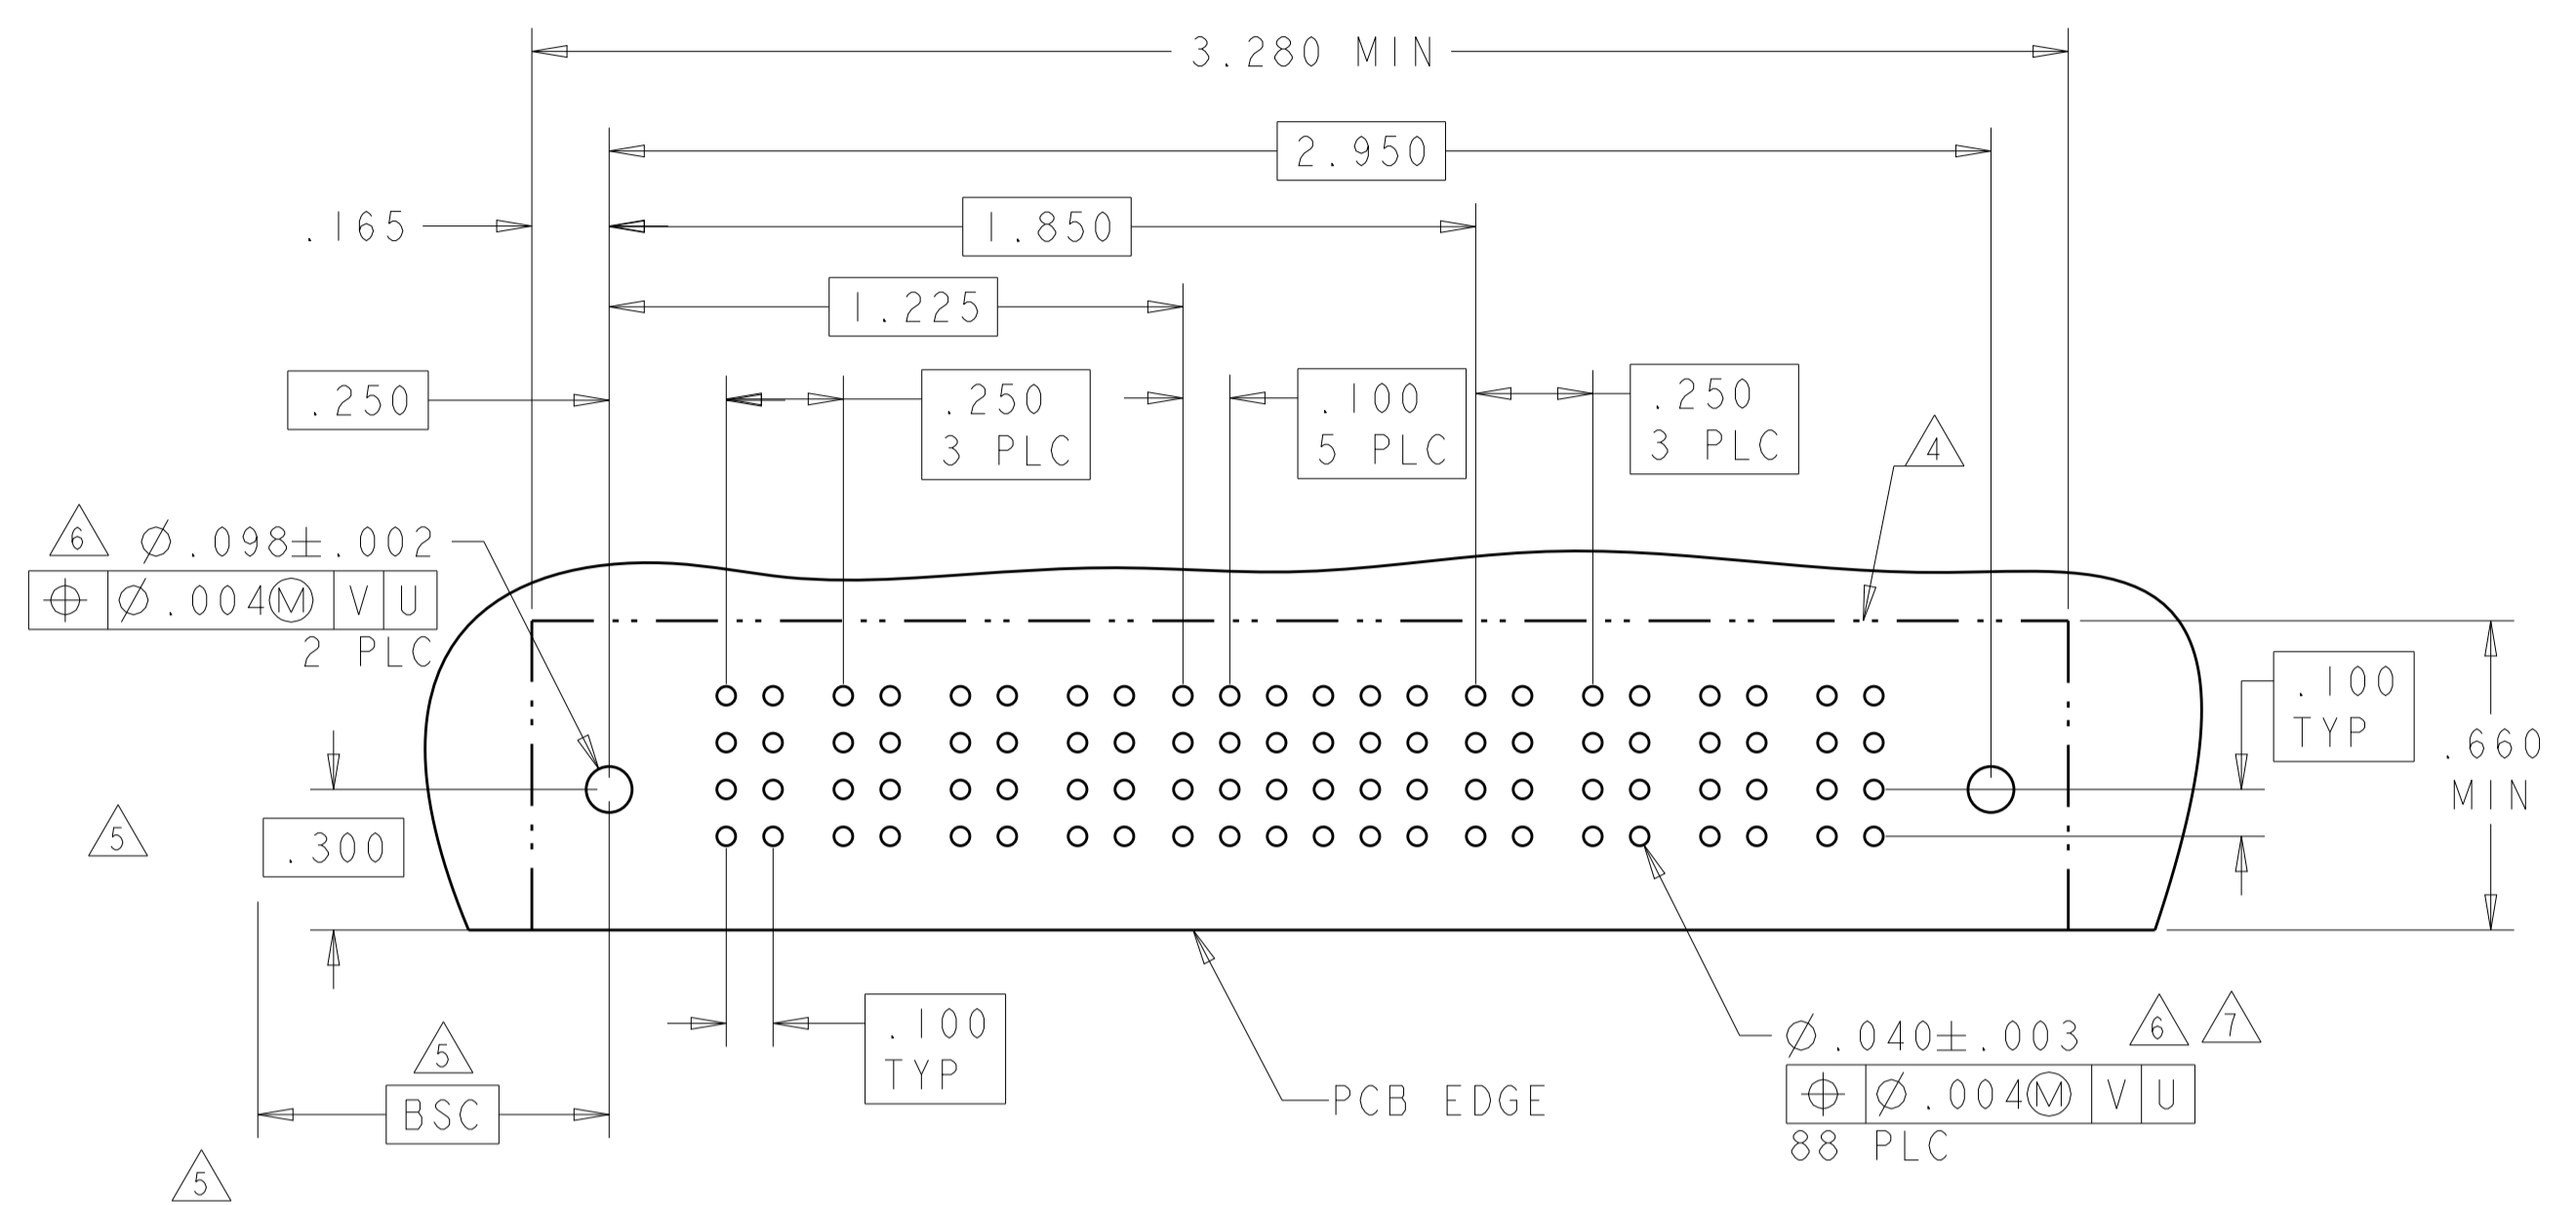 3.280 MIN
2.950
.165
1.850
1.225
.250
.250
3 PLC
.100
5 PLC
.250
3 PLC
4
6 Ø.098±.002
⌖ Ø.004Ⓜ V U
2 PLC
.100
TYP
.660
MIN
5
.300
.100
TYP
5
BSC
5
PCB EDGE
Ø.040±.003 6 7
⌖ Ø.004Ⓜ V U
88 PLC